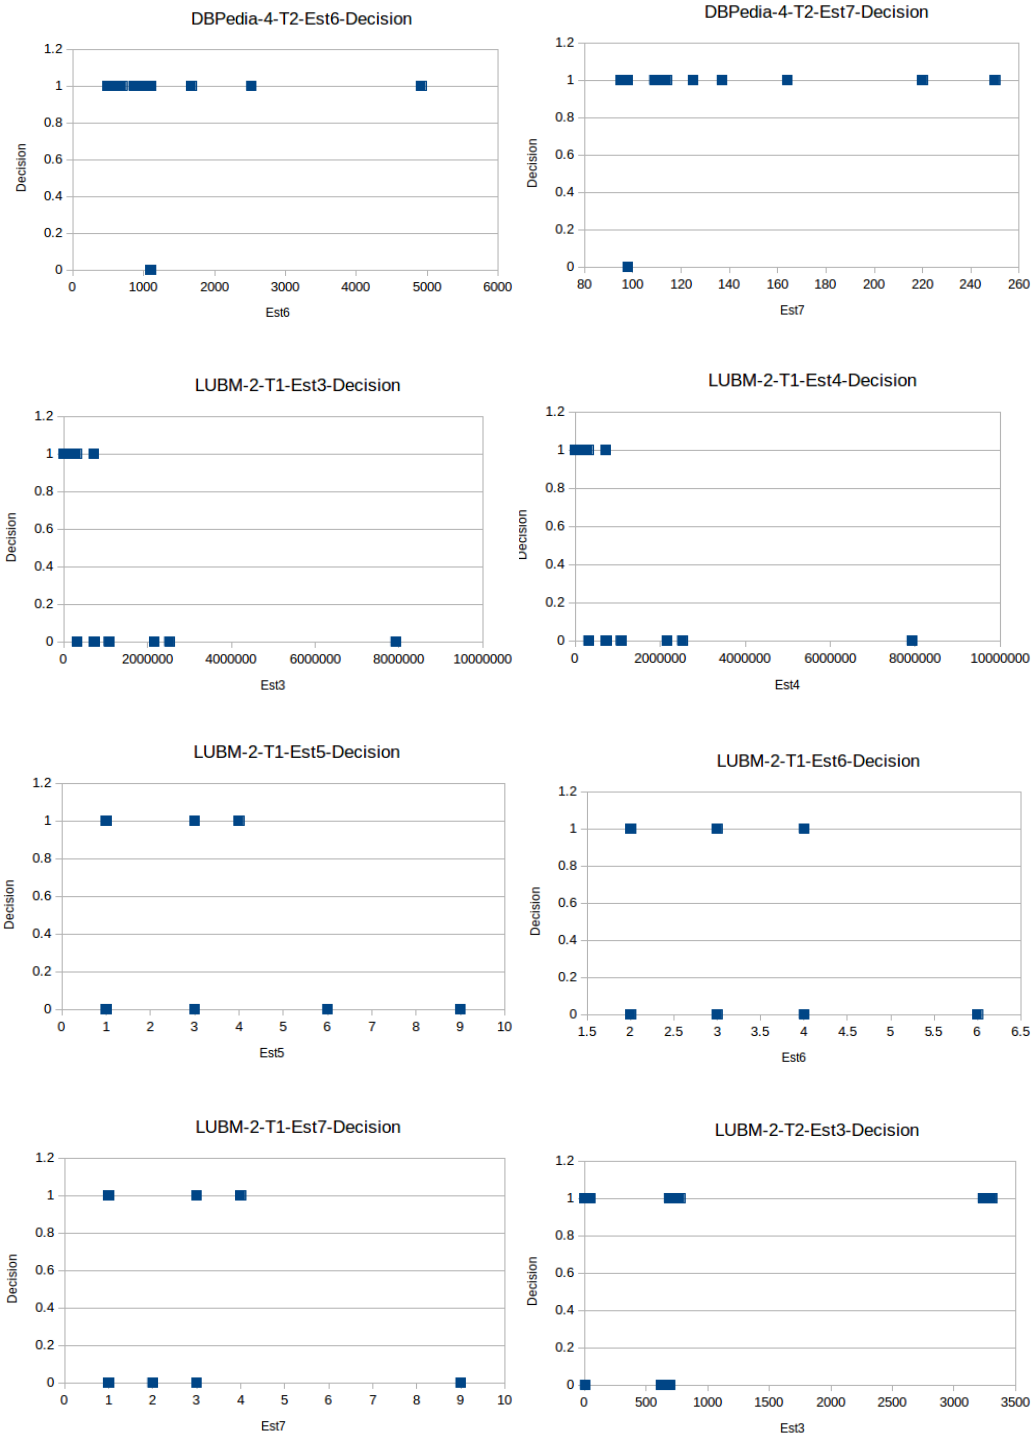 DBPedia-4-T2-Est6-Decision
1.2
1
0.8
0.6
0.4
0.2
0
0 1000 2000 3000 4000 5000 6000
Decision
Est6
DBPedia-4-T2-Est7-Decision
1.2
1
0.8
0.6
0.4
0.2
0
80 100 120 140 160 180 200 220 240 260
Decision
Est7
LUBM-2-T1-Est3-Decision
1.2
1
0.8
0.6
0.4
0.2
0
0 2000000 4000000 6000000 8000000 10000000
Decision
Est3
LUBM-2-T1-Est4-Decision
1.2
1
0.8
0.6
0.4
0.2
0
0 2000000 4000000 6000000 8000000 10000000
Decision
Est4
LUBM-2-T1-Est5-Decision
1.2
1
0.8
0.6
0.4
0.2
0
0 1 2 3 4 5 6 7 8 9 10
Decision
Est5
LUBM-2-T1-Est6-Decision
1.2
1
0.8
0.6
0.4
0.2
0
1.5 2 2.5 3 3.5 4 4.5 5 5.5 6 6.5
Decision
Est6
LUBM-2-T1-Est7-Decision
1.2
1
0.8
0.6
0.4
0.2
0
0 1 2 3 4 5 6 7 8 9 10
Decision
Est7
LUBM-2-T2-Est3-Decision
1.2
1
0.8
0.6
0.4
0.2
0
0 500 1000 1500 2000 2500 3000 3500
Decision
Est3